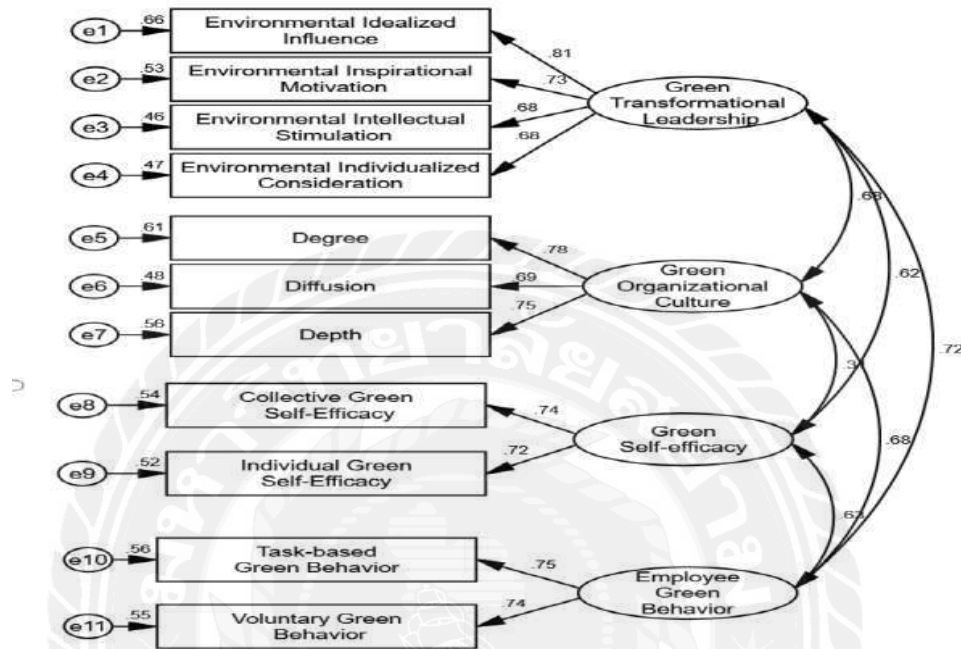 e1
.66
Environmental Idealized
Influence
e2
.53
Environmental Inspirational
Motivation
e3
.46
Environmental Intellectual
Stimulation
e4
.47
Environmental Individualized
Consideration
.81
.73
.68
.68
Green
Transformational
Leadership
e5
.61
Degree
e6
.48
Diffusion
e7
.56
Depth
.78
.69
.75
Green
Organizational
Culture
e8
.54
Collective Green
Self-Efficacy
e9
.52
Individual Green
Self-Efficacy
.74
.72
Green
Self-efficacy
e10
.56
Task-based
Green Behavior
e11
.55
Voluntary Green
Behavior
.75
.74
Employee
Green
Behavior
.68
.62
.72
.3
.68
.63